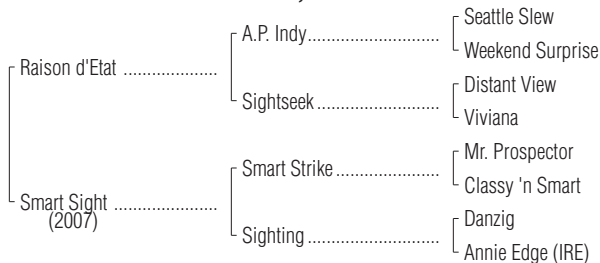 Seattle Slew
A.P. Indy..............................
Weekend Surprise
Raison d'Etat .....................
Distant View
Sightseek..............................
Viviana
Mr. Prospector
Smart Strike ........................
Classy 'n Smart
Smart Sight .......................
(2007)
Danzig
Sighting ..............................
Annie Edge (IRE)